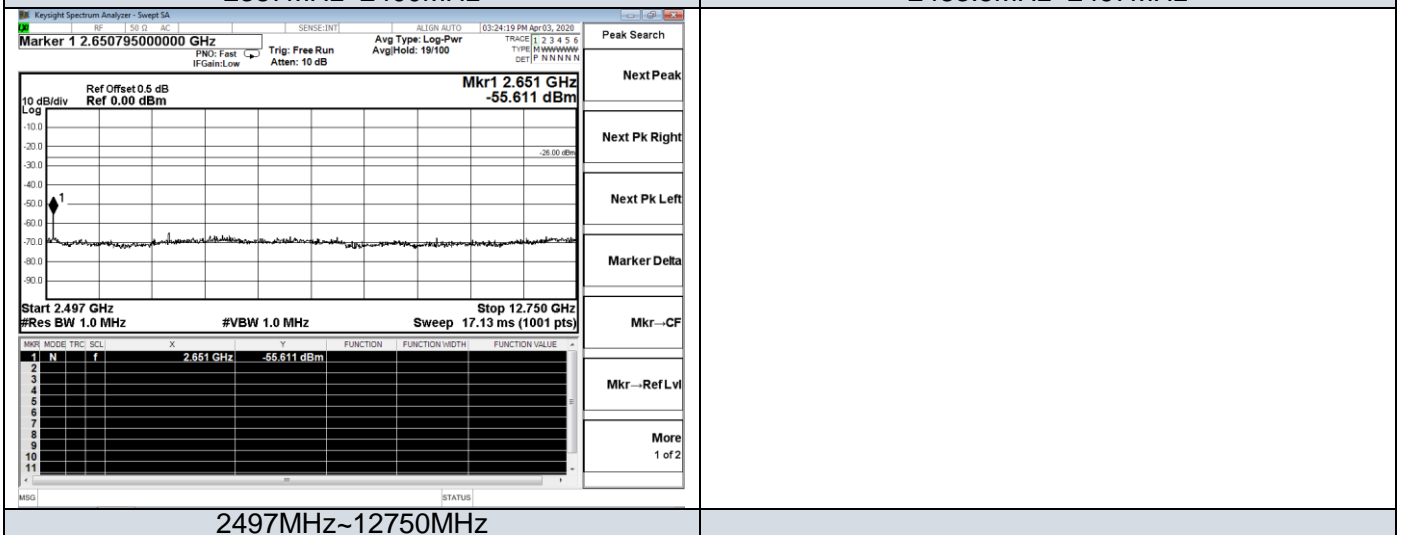 Keysight Spectrum Analyzer - Swept SA
RF 50 Ω AC SENSE:INT ALIGN AUTO 03:24:19 PM Apr 03, 2020
Marker 1 2.650795000000 GHz
PNO: Fast
IFGain:Low
Trig: Free Run
Atten: 10 dB
Avg Type: Log-Pwr
Avg|Hold: 19/100
TRACE 1 2 3 4 5 6
TYPE M WWWWW
DET P N N N N N
Peak Search
Ref Offset 0.5 dB
10 dB/div Ref 0.00 dBm
Log
Mkr1 2.651 GHz
-55.611 dBm
-10.0
-20.0
-26.00 dBm
-30.0
-40.0
1
-50.0
-60.0
-70.0
-80.0
-90.0
Start 2.497 GHz Stop 12.750 GHz
#Res BW 1.0 MHz #VBW 1.0 MHz Sweep 17.13 ms (1001 pts)
MKR MODE TRC SCL X Y FUNCTION FUNCTION WIDTH FUNCTION VALUE
1 N f 2.651 GHz -55.611 dBm
2
3
4
5
6
7
8
9
10
11
MSG STATUS
Next Peak
Next Pk Right
Next Pk Left
Marker Delta
Mkr→CF
Mkr→Ref Lvl
More
1 of 2
2497MHz~12750MHz